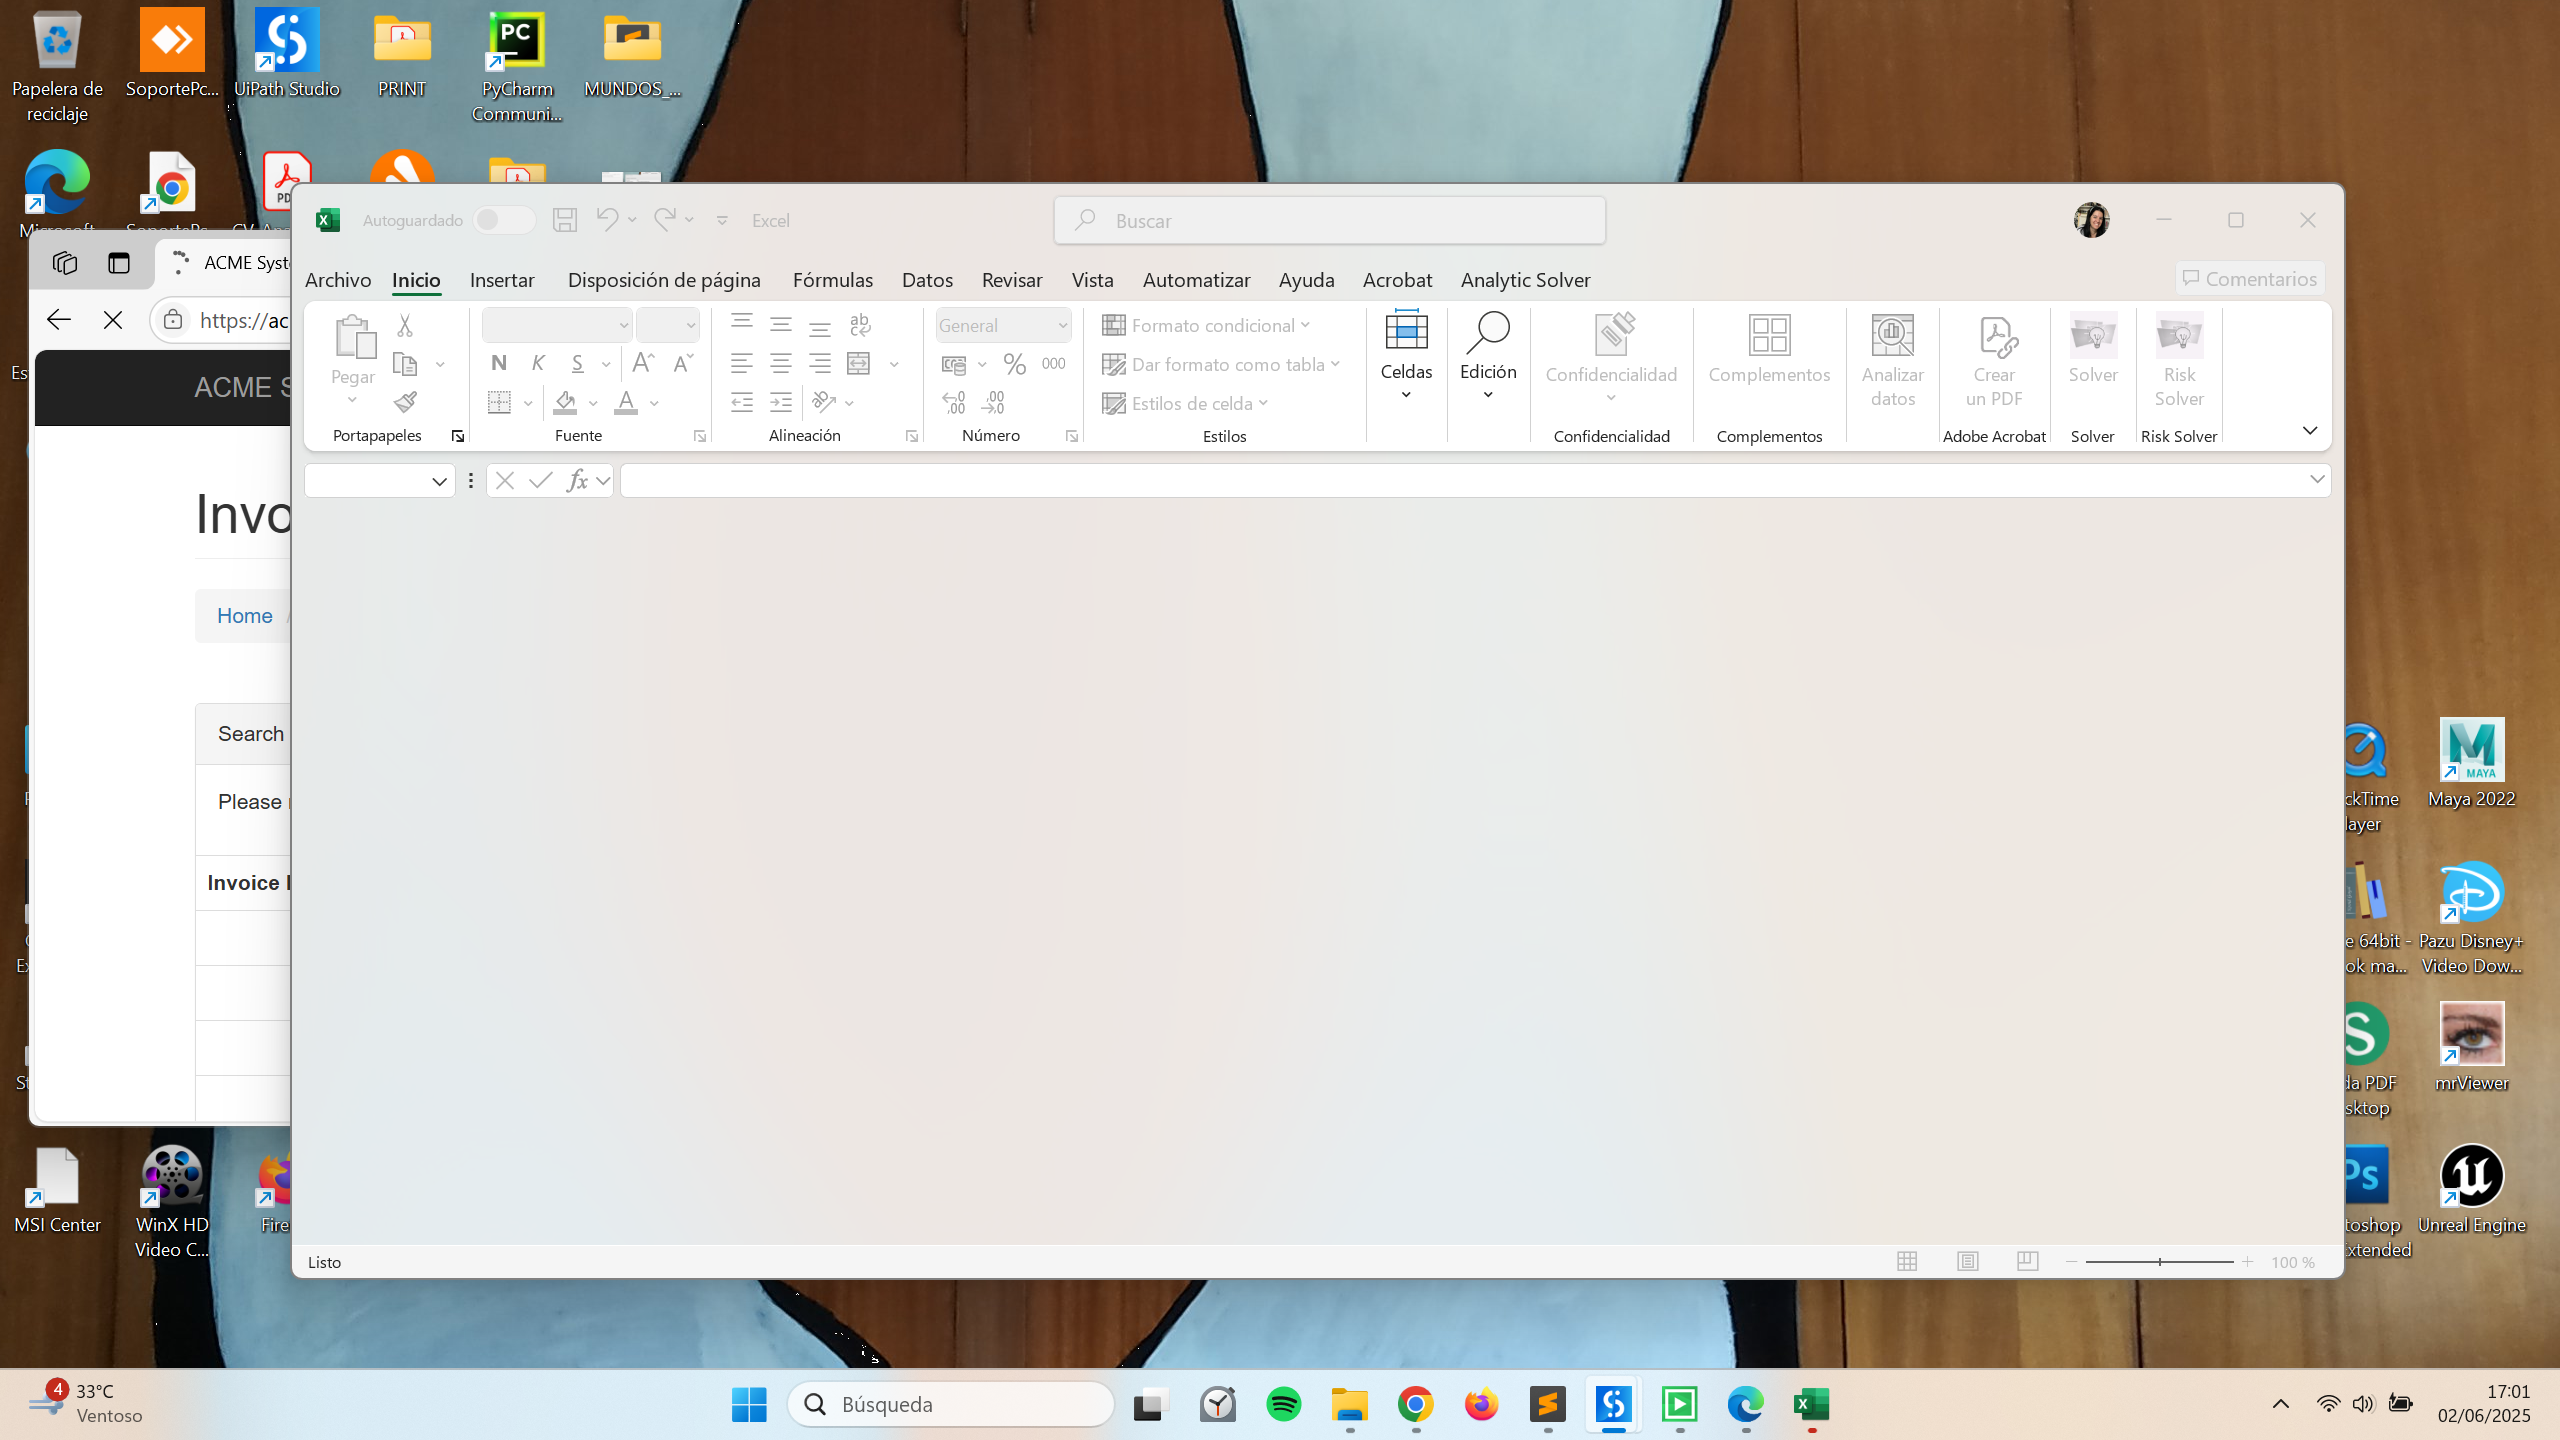 Papelera de reciclaje
SoportePc...
UiPath Studio
PRINT
PyCharm Communi...
MUNDOS_...
Autoguardado
Excel
Buscar
Archivo Inicio Insertar Disposición de página Fórmulas Datos Revisar Vista Automatizar Ayuda Acrobat Analytic Solver
Comentarios
Pegar
N K S
ab
General
% 000
Formato condicional
Dar formato como tabla
Estilos de celda
Celdas
Edición
Confidencialidad
Complementos
Analizar datos
Crear un PDF
Solver
Risk Solver
Portapapeles Fuente Alineación Número Estilos Confidencialidad Complementos Adobe Acrobat Solver Risk Solver
fx
ACME Syst
https://ac
ACME S
Invo
Home /
Search
Please
Invoice
Listo
100 %
MSI Center
WinX HD Video C...
Fire
ckTime
layer
Maya 2022
MAYA
e 64bit -
ok ma...
Pazu Disney+ Video Dow...
da PDF
sktop
mrViewer
Ps
toshop
Extended
Unreal Engine
4
33°C
Ventoso
Búsqueda
17:01
02/06/2025